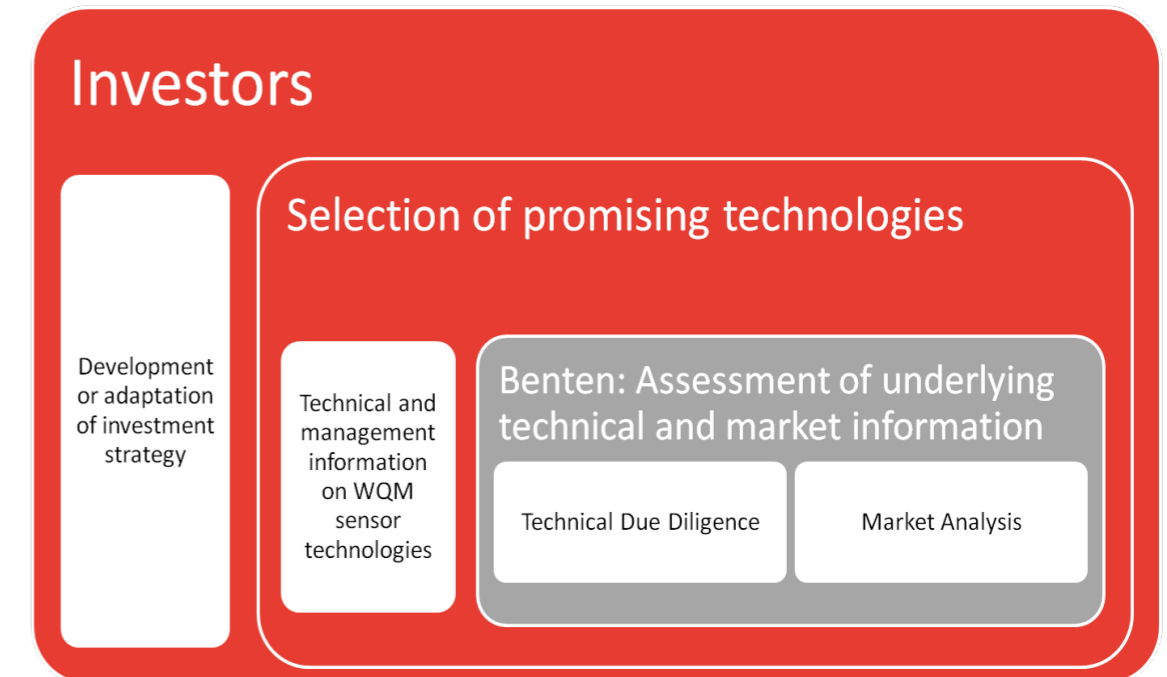 Investors
Selection of promising technologies
Development
or adaptation
of investment
strategy
Technical and
management
information
on WQM
sensor
technologies
Benten: Assessment of underlying
technical and market information
Technical Due Diligence
Market Analysis